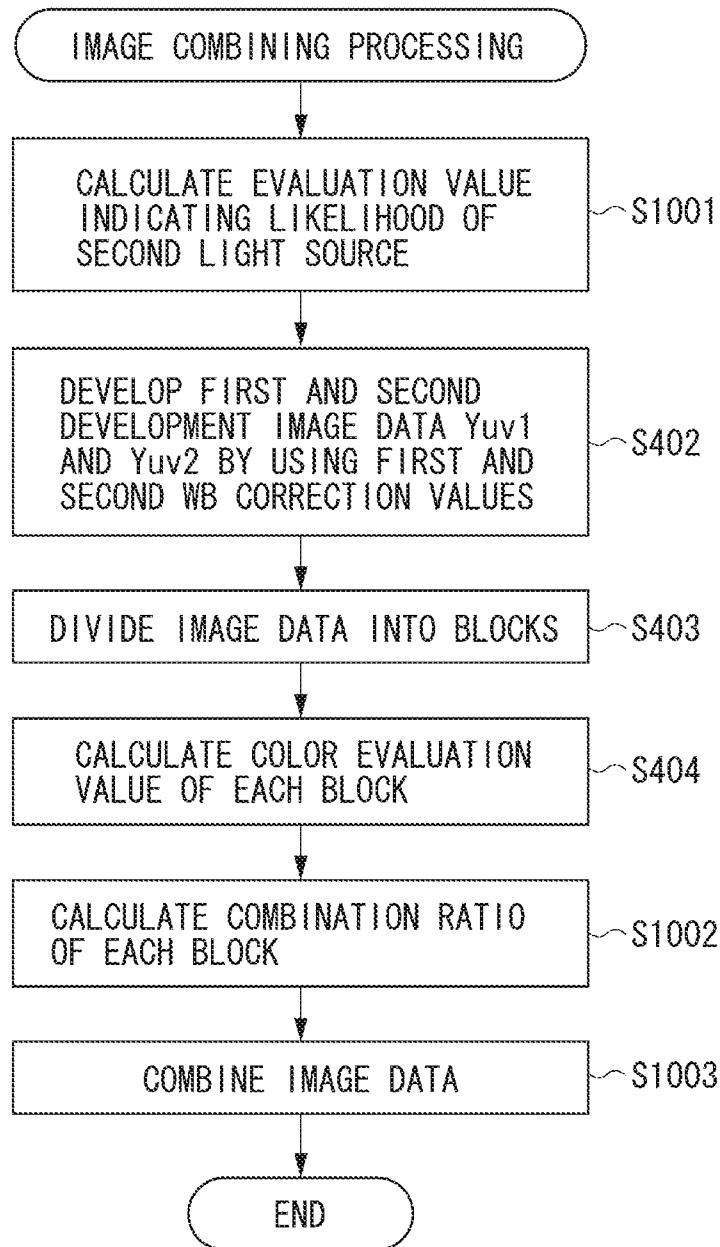 IMAGE COMBINING PROCESSING
CALCULATE EVALUATION VALUE
INDICATING LIKELIHOOD OF
SECOND LIGHT SOURCE
S1001
DEVELOP FIRST AND SECOND
DEVELOPMENT IMAGE DATA Yuv1
AND Yuv2 BY USING FIRST AND
SECOND WB CORRECTION VALUES
S402
DIVIDE IMAGE DATA INTO BLOCKS
S403
CALCULATE COLOR EVALUATION
VALUE OF EACH BLOCK
S404
CALCULATE COMBINATION RATIO
OF EACH BLOCK
S1002
COMBINE IMAGE DATA
S1003
END